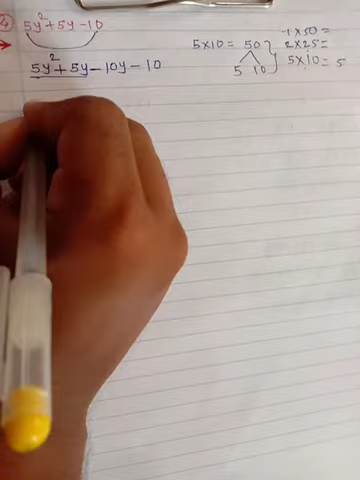 ④ 5y² + 5y - 10
5y² + 5y - 10y - 10
5 × 10 = 50
5 10
1 × 50 =
2 × 25 =
5 × 10 = 5